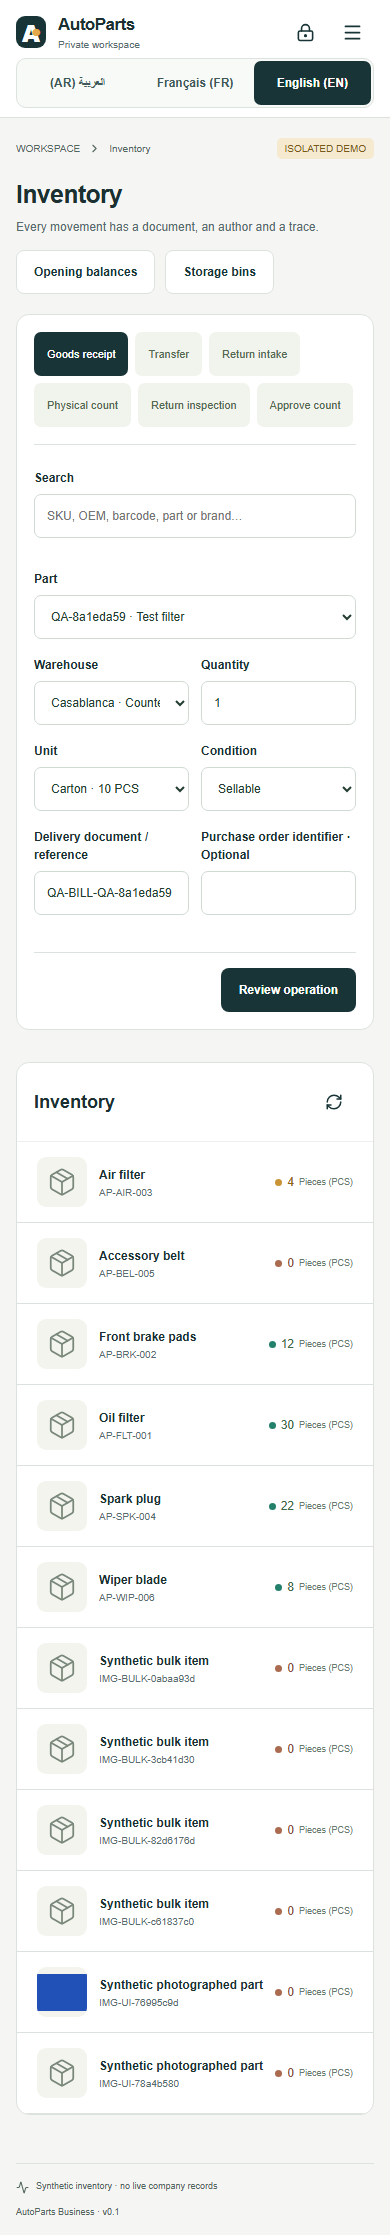 AutoParts
Private workspace
العربية (AR)
Français (FR)
English (EN)
WORKSPACE > Inventory
ISOLATED DEMO
Inventory
Every movement has a document, an author and a trace.
Opening balances
Storage bins
Goods receipt
Transfer
Return intake
Physical count
Return inspection
Approve count
Search
SKU, OEM, barcode, part or brand...
Part
QA-8a1eda59 · Test filter
Warehouse
Quantity
Casablanca · Counte
1
Unit
Condition
Carton · 10 PCS
Sellable
Delivery document /
reference
Purchase order identifier ·
Optional
QA-BILL-QA-8a1eda59
Review operation
Inventory
Air filter
AP-AIR-003
4 Pieces (PCS)
Accessory belt
AP-BEL-005
0 Pieces (PCS)
Front brake pads
AP-BRK-002
12 Pieces (PCS)
Oil filter
AP-FLT-001
30 Pieces (PCS)
Spark plug
AP-SPK-004
22 Pieces (PCS)
Wiper blade
AP-WIP-006
8 Pieces (PCS)
Synthetic bulk item
IMG-BULK-0abaa93d
0 Pieces (PCS)
Synthetic bulk item
IMG-BULK-3cb41d30
0 Pieces (PCS)
Synthetic bulk item
IMG-BULK-82d6176d
0 Pieces (PCS)
Synthetic bulk item
IMG-BULK-c61837c0
0 Pieces (PCS)
Synthetic photographed part
IMG-UI-76995c9d
0 Pieces (PCS)
Synthetic photographed part
IMG-UI-78a4b580
0 Pieces (PCS)
Synthetic inventory · no live company records
AutoParts Business · v0.1